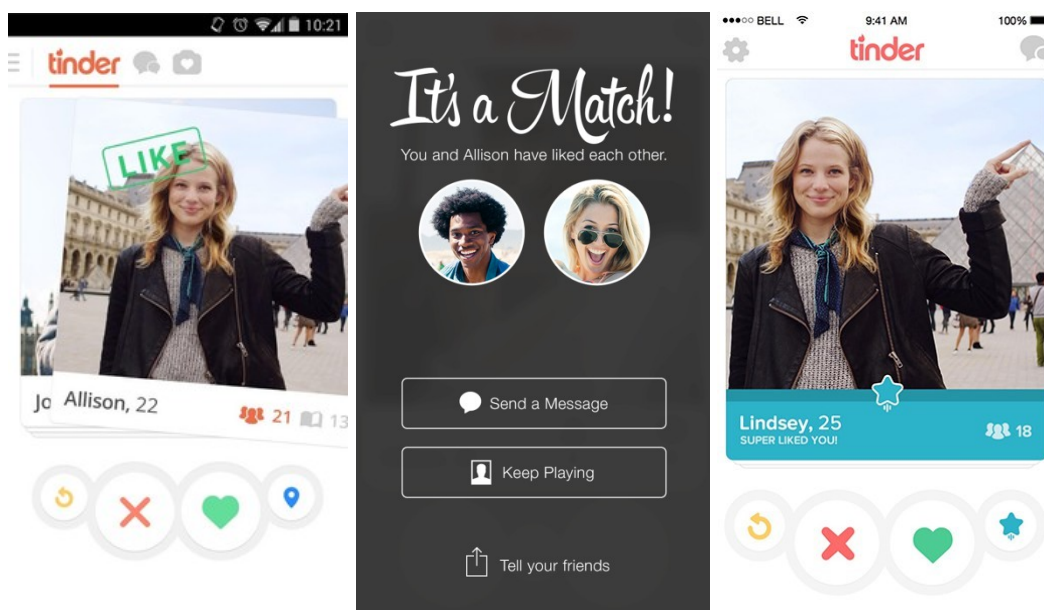 10:21
tinder
LIKE
Jo
Allison, 22
21
13
It's a Match!
You and Allison have liked each other.
Send a Message
Keep Playing
Tell your friends
BELL
9:41 AM
100%
tinder
Lindsey, 25
SUPER LIKED YOU!
18